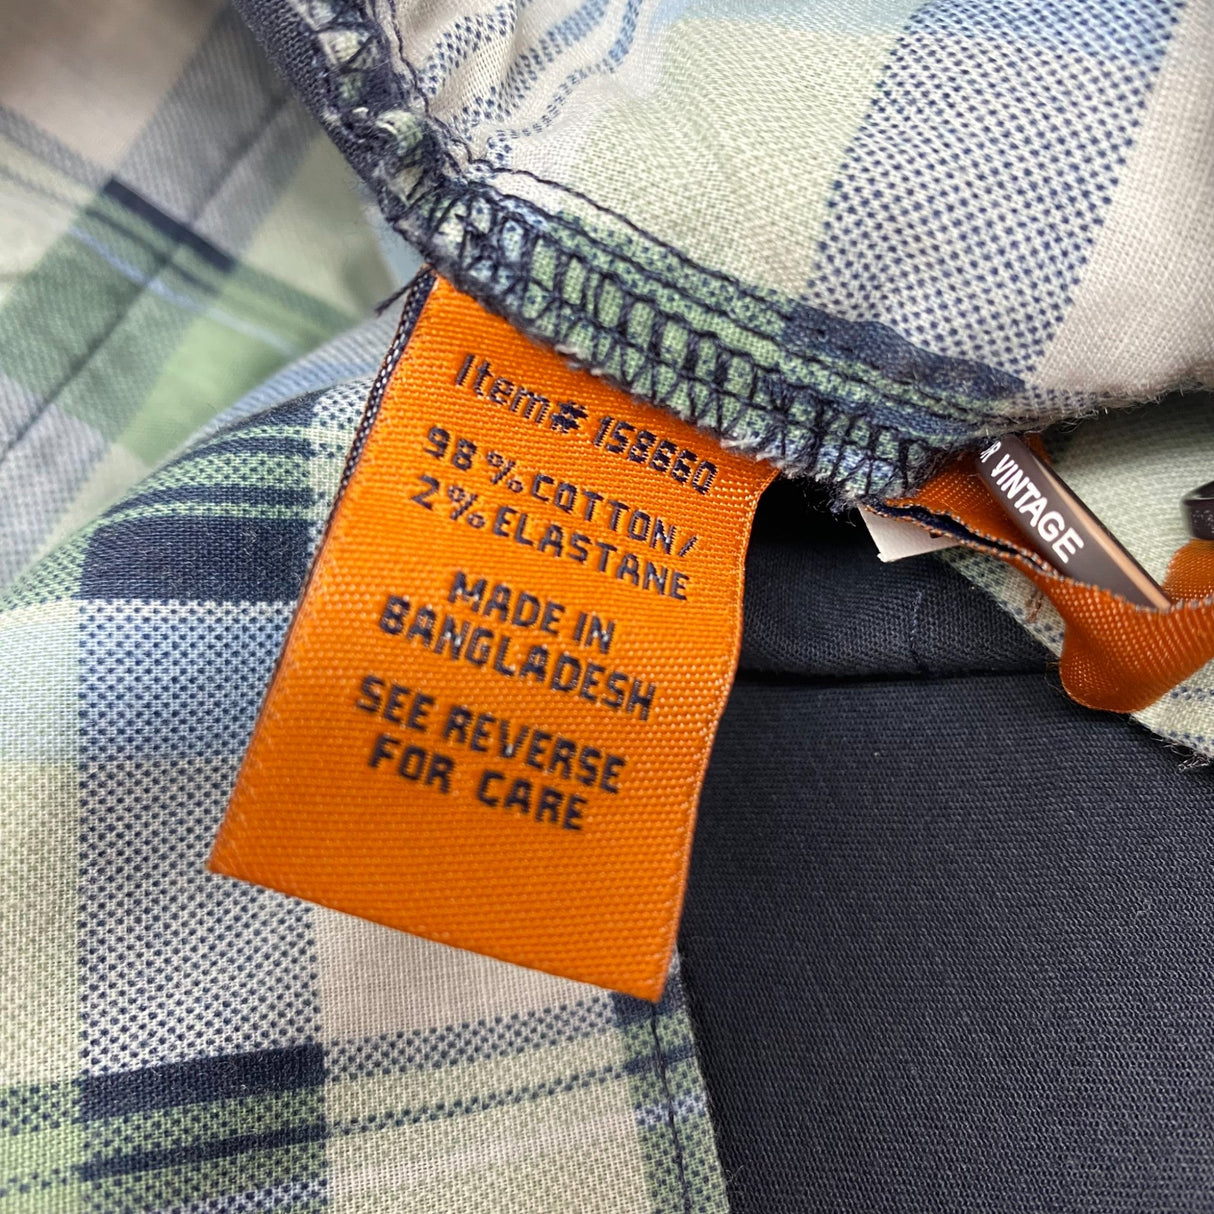 Item# 158660
98%COTTON/
2%ELASTANE
MADE IN
BANGLADESH
SEE REVERSE
FOR CARE
R VINTAGE